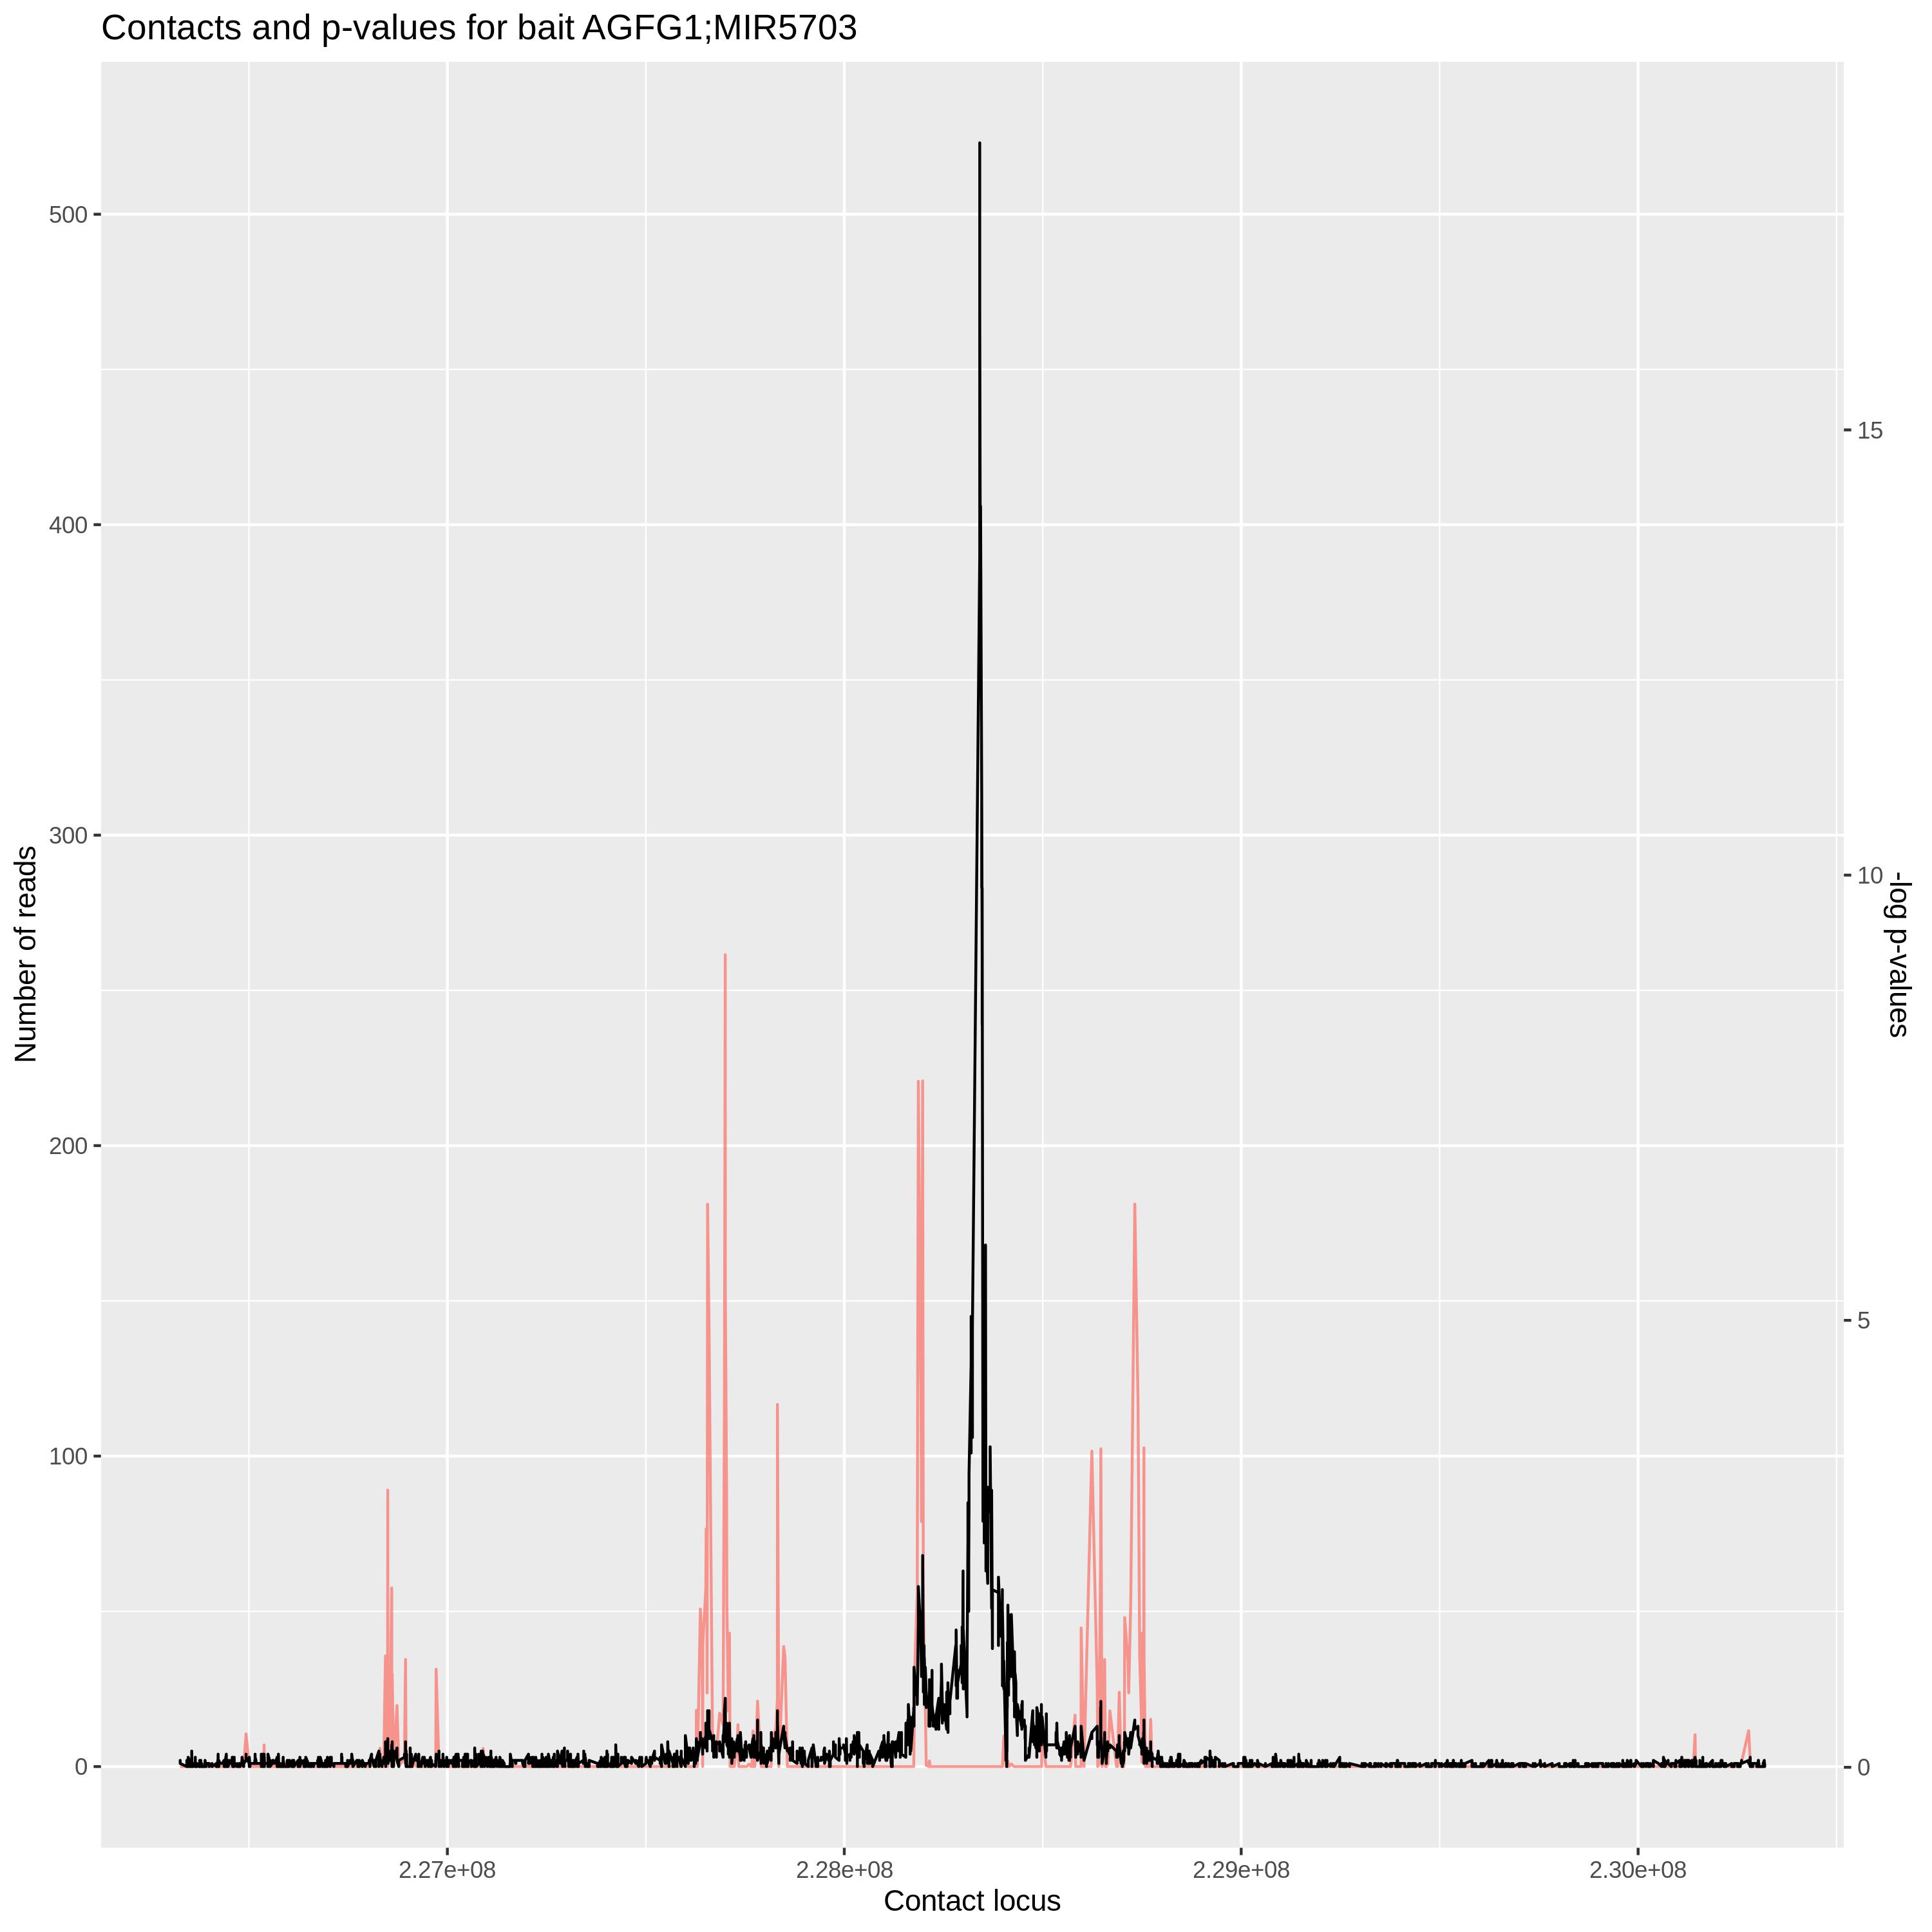 Contacts and p-values for bait AGFG1;MIR5703
500
400
300
200
100
0
Number of reads
15
10
5
0
-log p-values
2.27e+08
2.28e+08
2.29e+08
2.30e+08
Contact locus